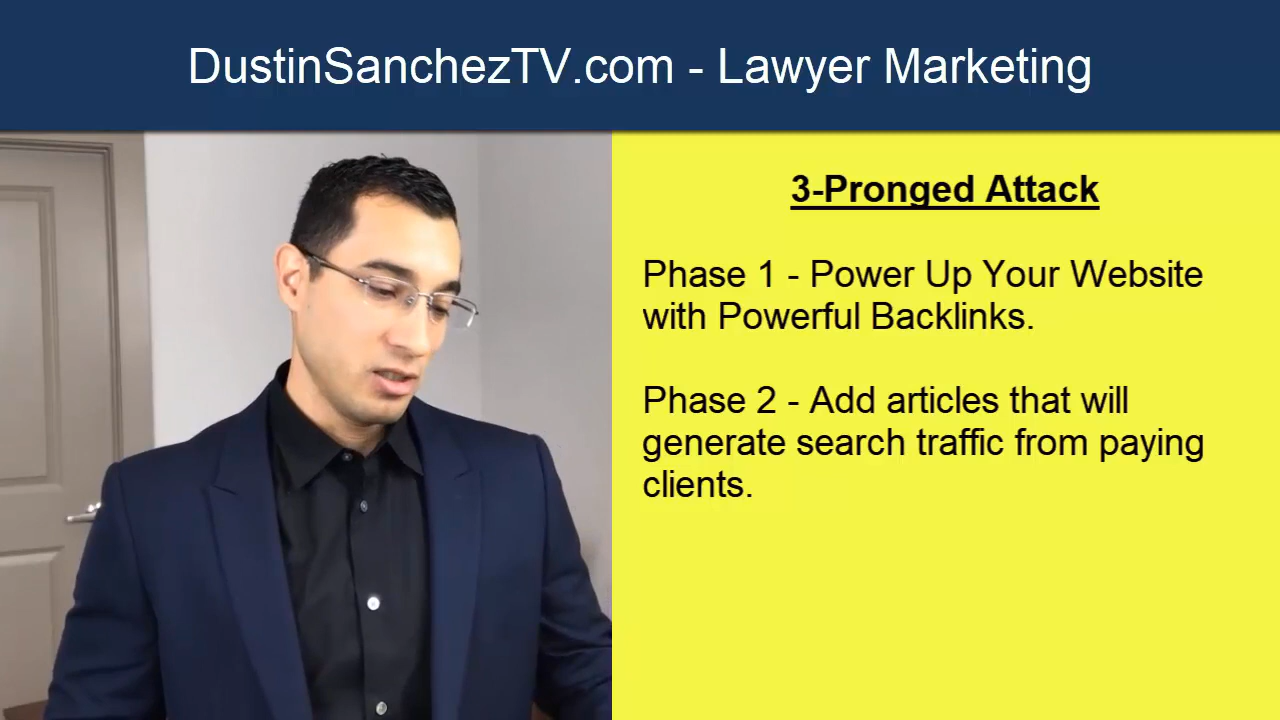 DustinSanchezTV.com - Lawyer Marketing
3-Pronged Attack
Phase 1 - Power Up Your Website
with Powerful Backlinks.
Phase 2 - Add articles that will
generate search traffic from paying
clients.